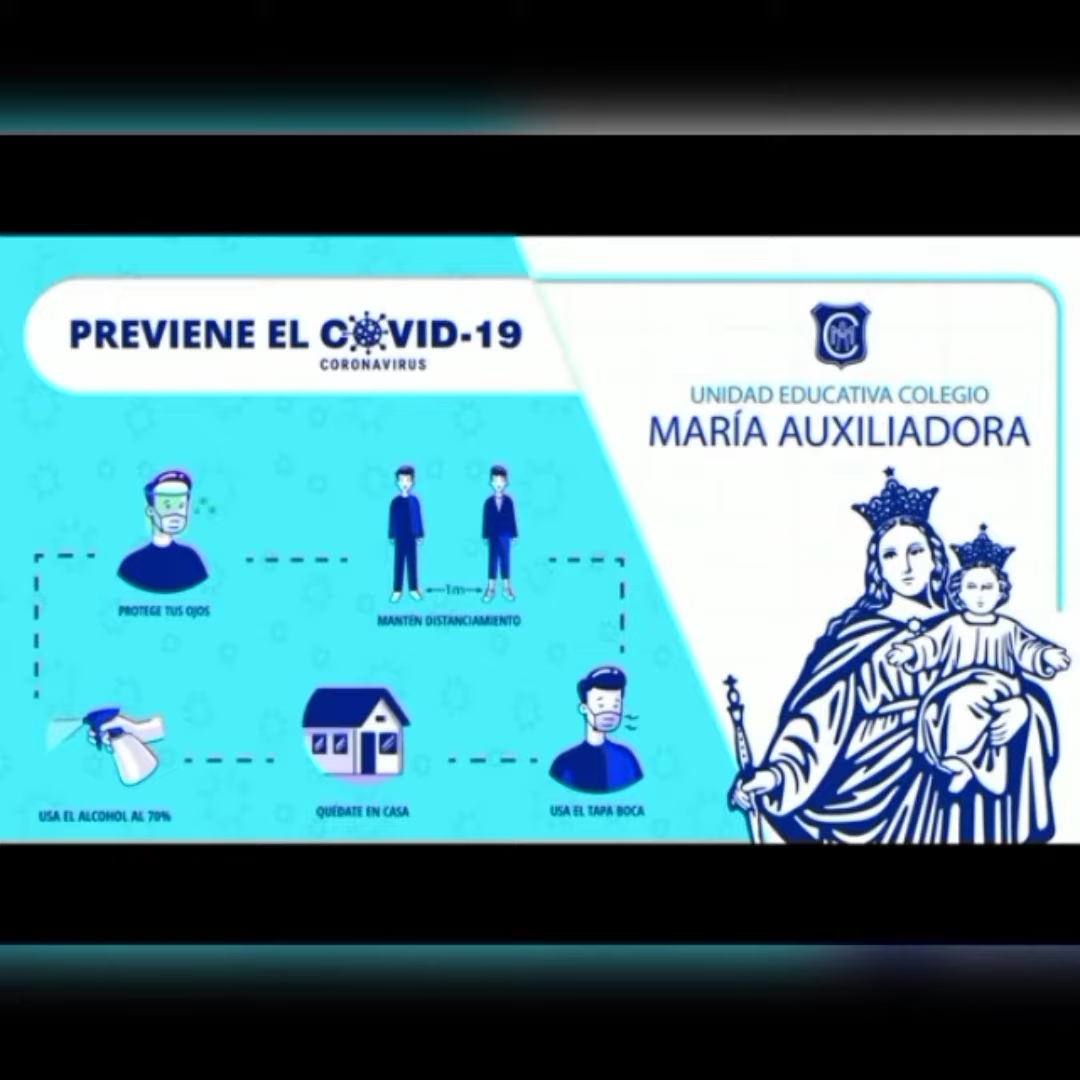 PREVIENE EL COVID-19
CORONAVIRUS
PROTEGE TUS OJOS
1m
MANTEN DISTANCIAMIENTO
USA EL ALCOHOL AL 70%
QUÉDATE EN CASA
USA EL TAPA BOCA
UNIDAD EDUCATIVA COLEGIO
MARÍA AUXILIADORA